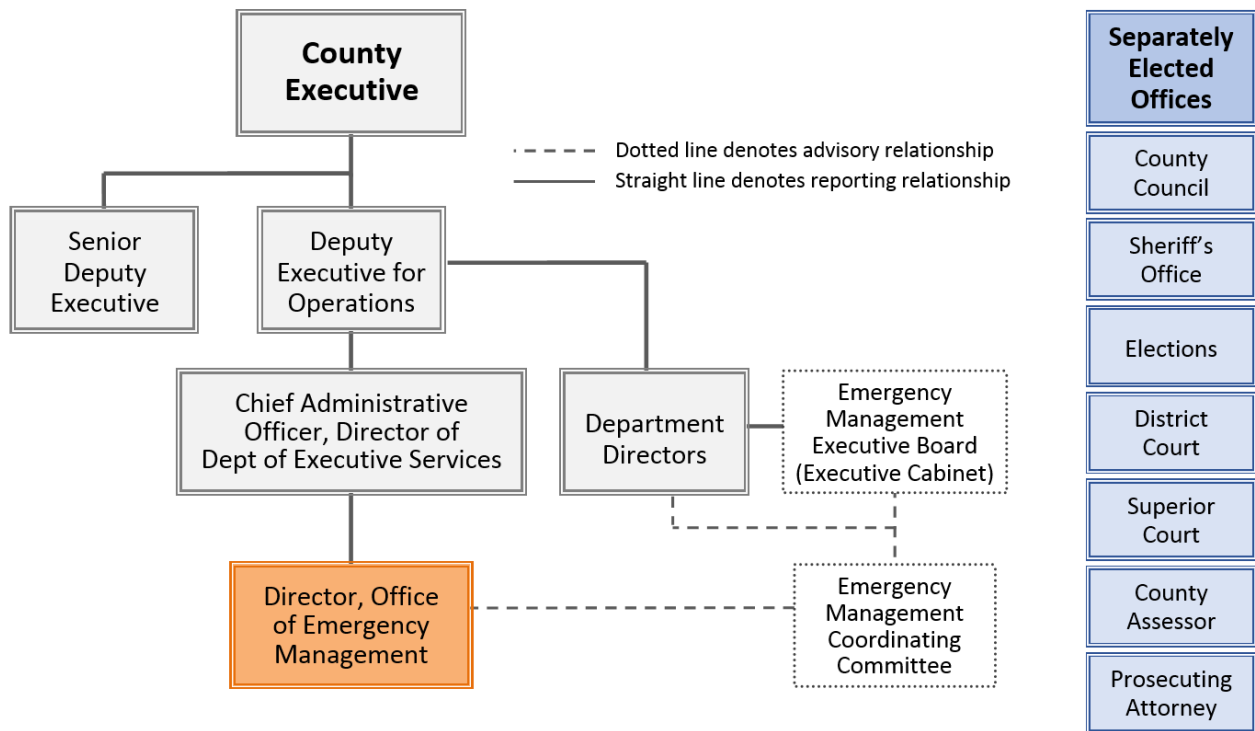 County
Executive
Dotted line denotes advisory relationship
Straight line denotes reporting relationship
Senior
Deputy
Executive
Deputy
Executive for
Operations
Chief Administrative
Officer, Director of
Dept of Executive Services
Department
Directors
Emergency
Management
Executive Board
(Executive Cabinet)
Director, Office
of Emergency
Management
Emergency
Management
Coordinating
Committee
Separately
Elected
Offices
County
Council
Sheriff’s
Office
Elections
District
Court
Superior
Court
County
Assessor
Prosecuting
Attorney